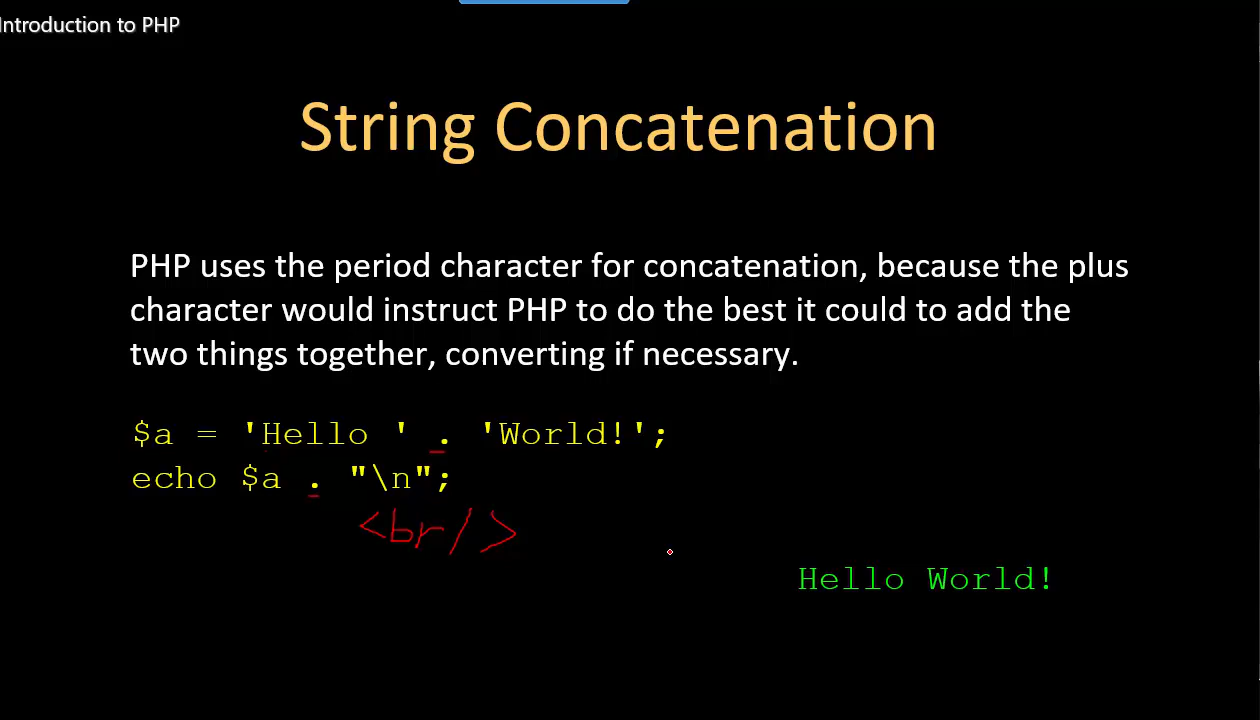 Introduction to PHP
String Concatenation
PHP uses the period character for concatenation, because the plus
character would instruct PHP to do the best it could to add the
two things together, converting if necessary.
$a = 'Hello ' . 'World!';
echo $a . "\n";
<br/>
Hello World!